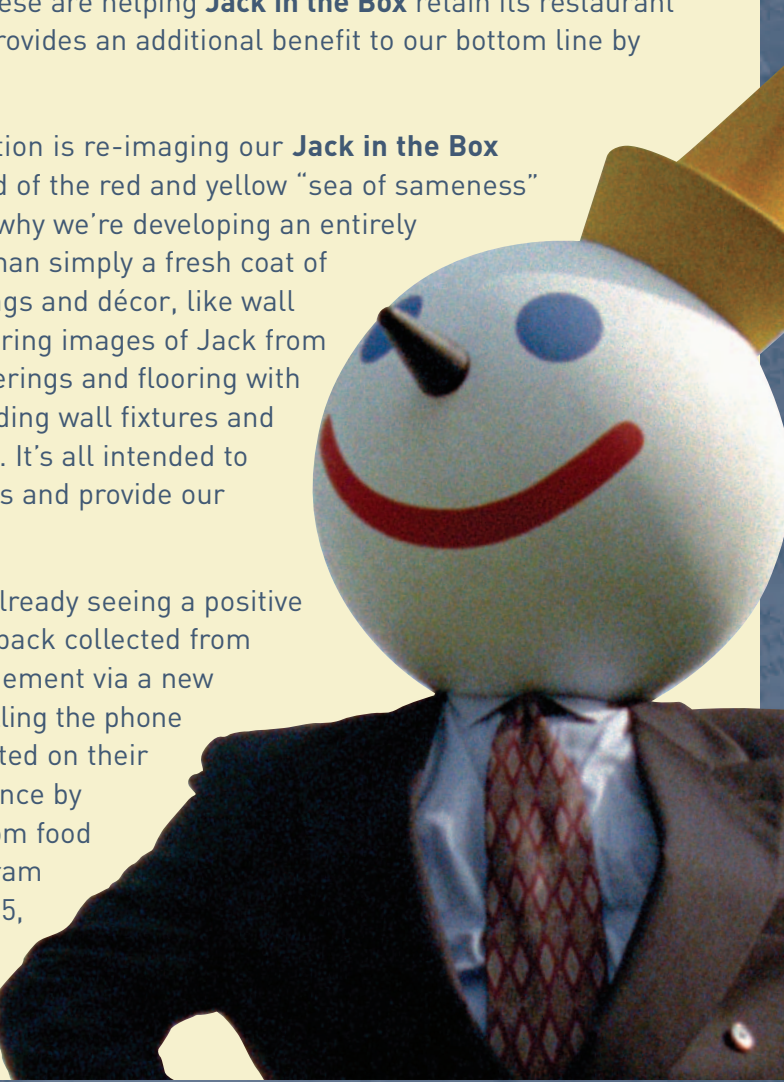 ese are helping Jack in the Box retain its restaurant
rovides an additional benefit to our bottom line by
tion is re-imaging our Jack in the Box
d of the red and yellow “sea of sameness”
why we’re developing an entirely
han simply a fresh coat of
ngs and décor, like wall
ring images of Jack from
erings and flooring with
ding wall fixtures and
. It’s all intended to
s and provide our
lready seeing a positive
back collected from
ement via a new
ling the phone
ted on their
nce by
om food
ram
5,